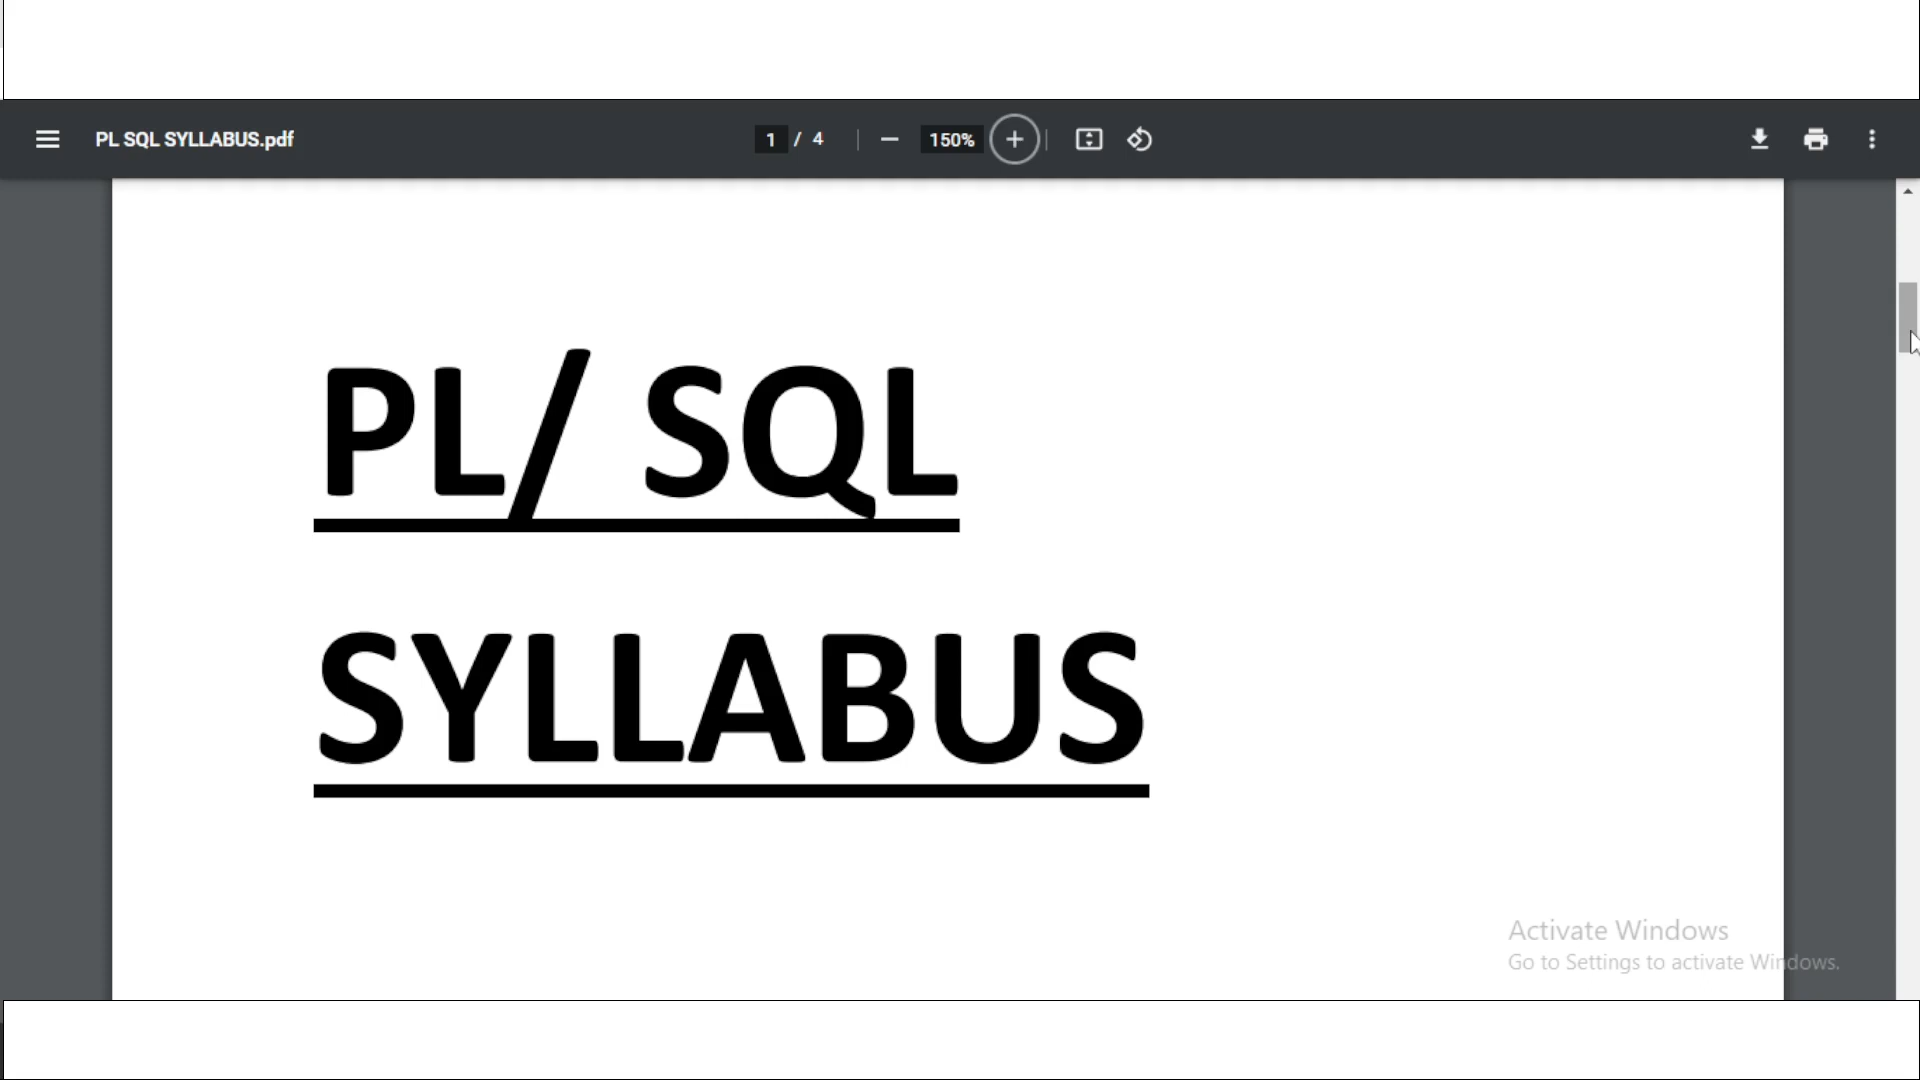 PL SQL SYLLABUS.pdf
1 / 4
150%
PL/ SQL
SYLLABUS
Activate Windows
Go to Settings to activate Windows.